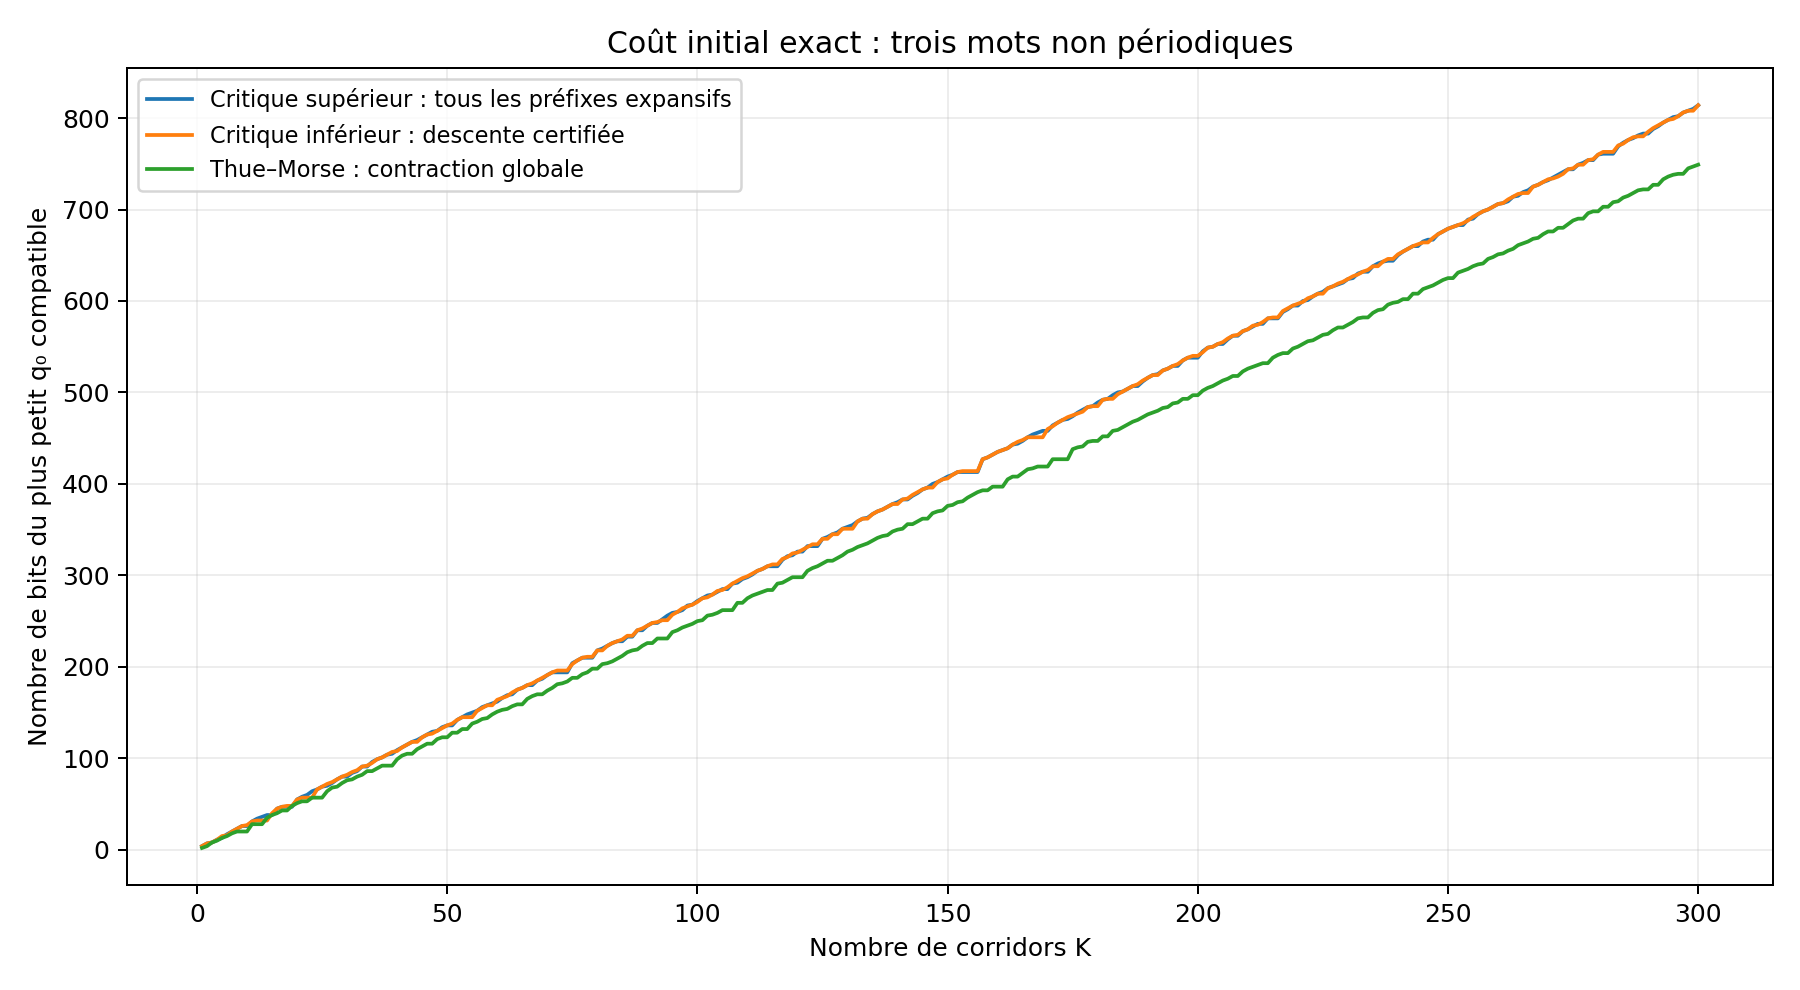 Coût initial exact : trois mots non périodiques
Critique supérieur : tous les préfixes expansifs
Critique inférieur : descente certifiée
Thue–Morse : contraction globale
Nombre de bits du plus petit q₀ compatible
800
700
600
500
400
300
200
100
0
0 50 100 150 200 250 300
Nombre de corridors K